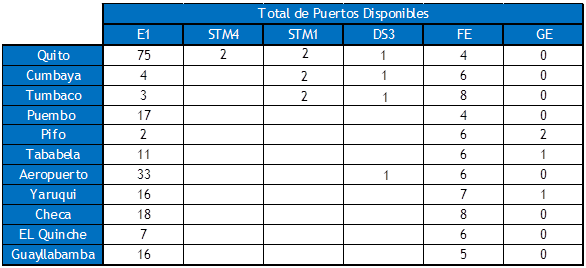 Total de Puertos Disponibles
E1 STM4 STM1 DS3 FE GE
Quito 75 2 2 1 4 0
Cumbaya 4 2 1 6 0
Tumbaco 3 2 1 8 0
Puembo 17 4 0
Pifo 2 6 2
Tababela 11 6 1
Aeropuerto 33 1 6 0
Yaruqui 16 7 1
Checa 18 8 0
EL Quinche 7 6 0
Guayllabamba 16 5 0